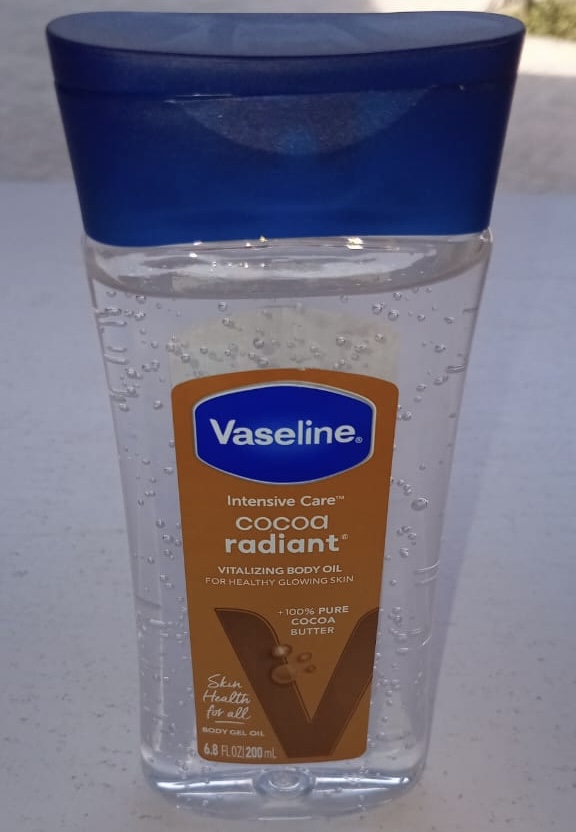 Vaseline®
Intensive Care™
cocoa
radiant®
VITALIZING BODY OIL
FOR HEALTHY GLOWING SKIN
+100% PURE
COCOA
BUTTER
Skin
Health
for all
BODY GEL OIL
6.8 FL OZ| 200 mL